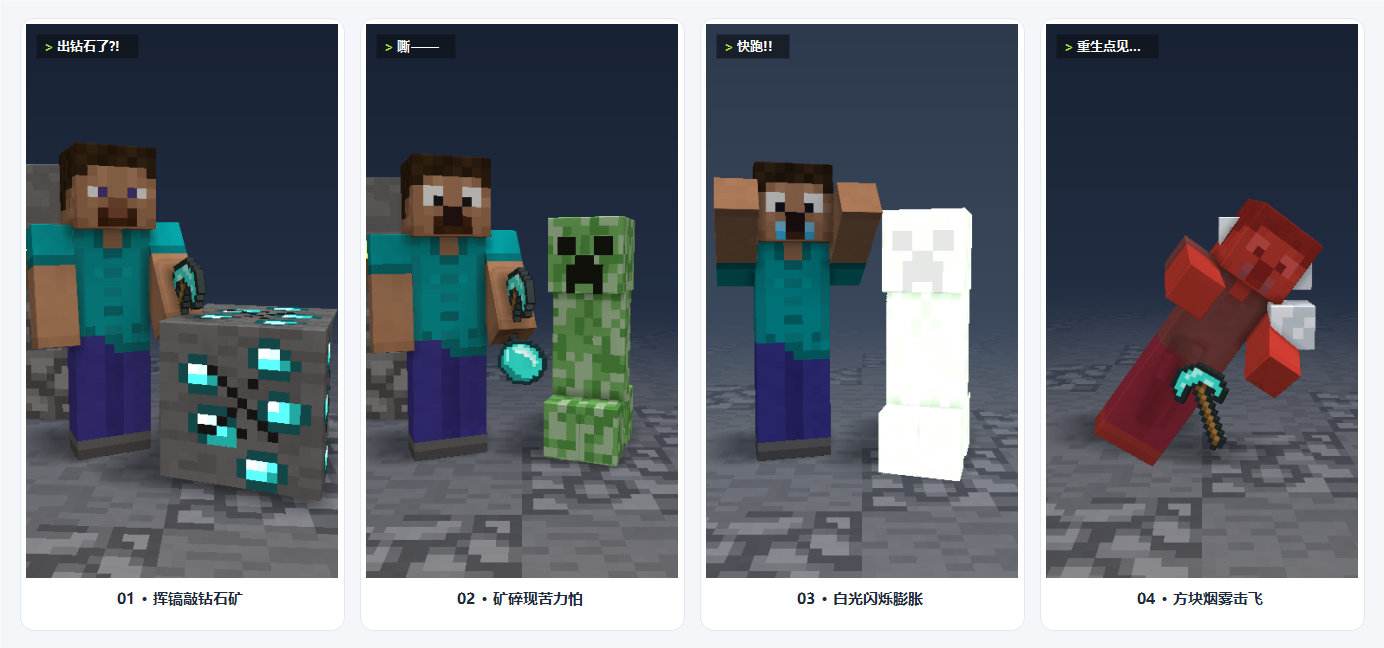 > 出钻石了?!
> 嘶——
> 快跑!!
> 重生点见...
01 • 挥镐敲钻石矿
02 • 矿碎现苦力怕
03 • 白光闪烁膨胀
04 • 方块烟雾击飞